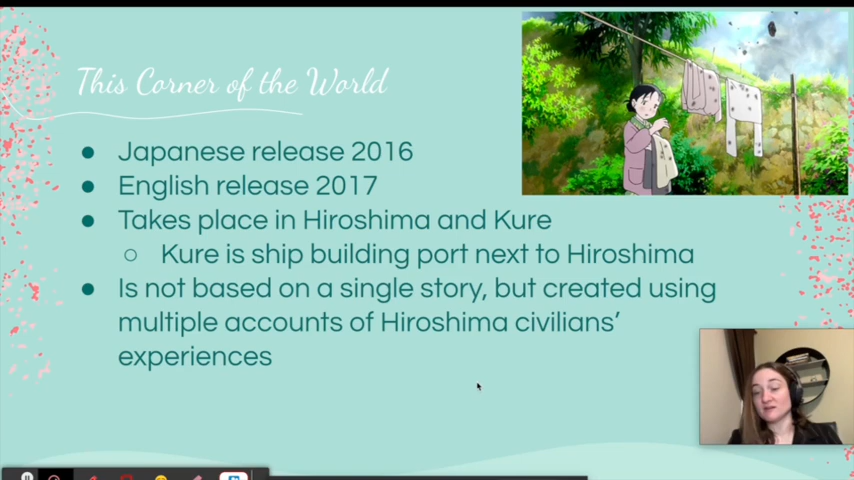 This Corner of the World
● Japanese release 2016
● English release 2017
● Takes place in Hiroshima and Kure
○ Kure is ship building port next to Hiroshima
● Is not based on a single story, but created using
multiple accounts of Hiroshima civilians’
experiences